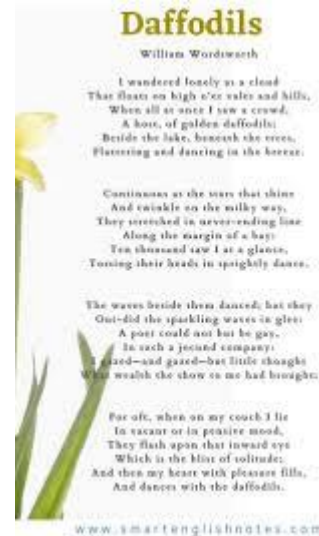 Daffodils
William Wordsworth
I wandered lonely as a cloud
That floats on high o'er vales and hills,
When all at once I saw a crowd,
A host, of golden daffodils;
Beside the lake, beneath the trees,
Fluttering and dancing in the breeze.
Continuous as the stars that shine
And twinkle on the milky way,
They stretched in never-ending line
Along the margin of a bay:
Ten thousand saw I at a glance,
Tossing their heads in sprightly dance.
The waves beside them danced; but they
Out-did the sparkling waves in glee:
A poet could not but be gay,
In such a jocund company:
I gazed—and gazed—but little thought
What wealth the show to me had brought:
For oft, when on my couch I lie
In vacant or in pensive mood,
They flash upon that inward eye
Which is the bliss of solitude;
And then my heart with pleasure fills,
And dances with the daffodils.
www.smartenglishnotes.com